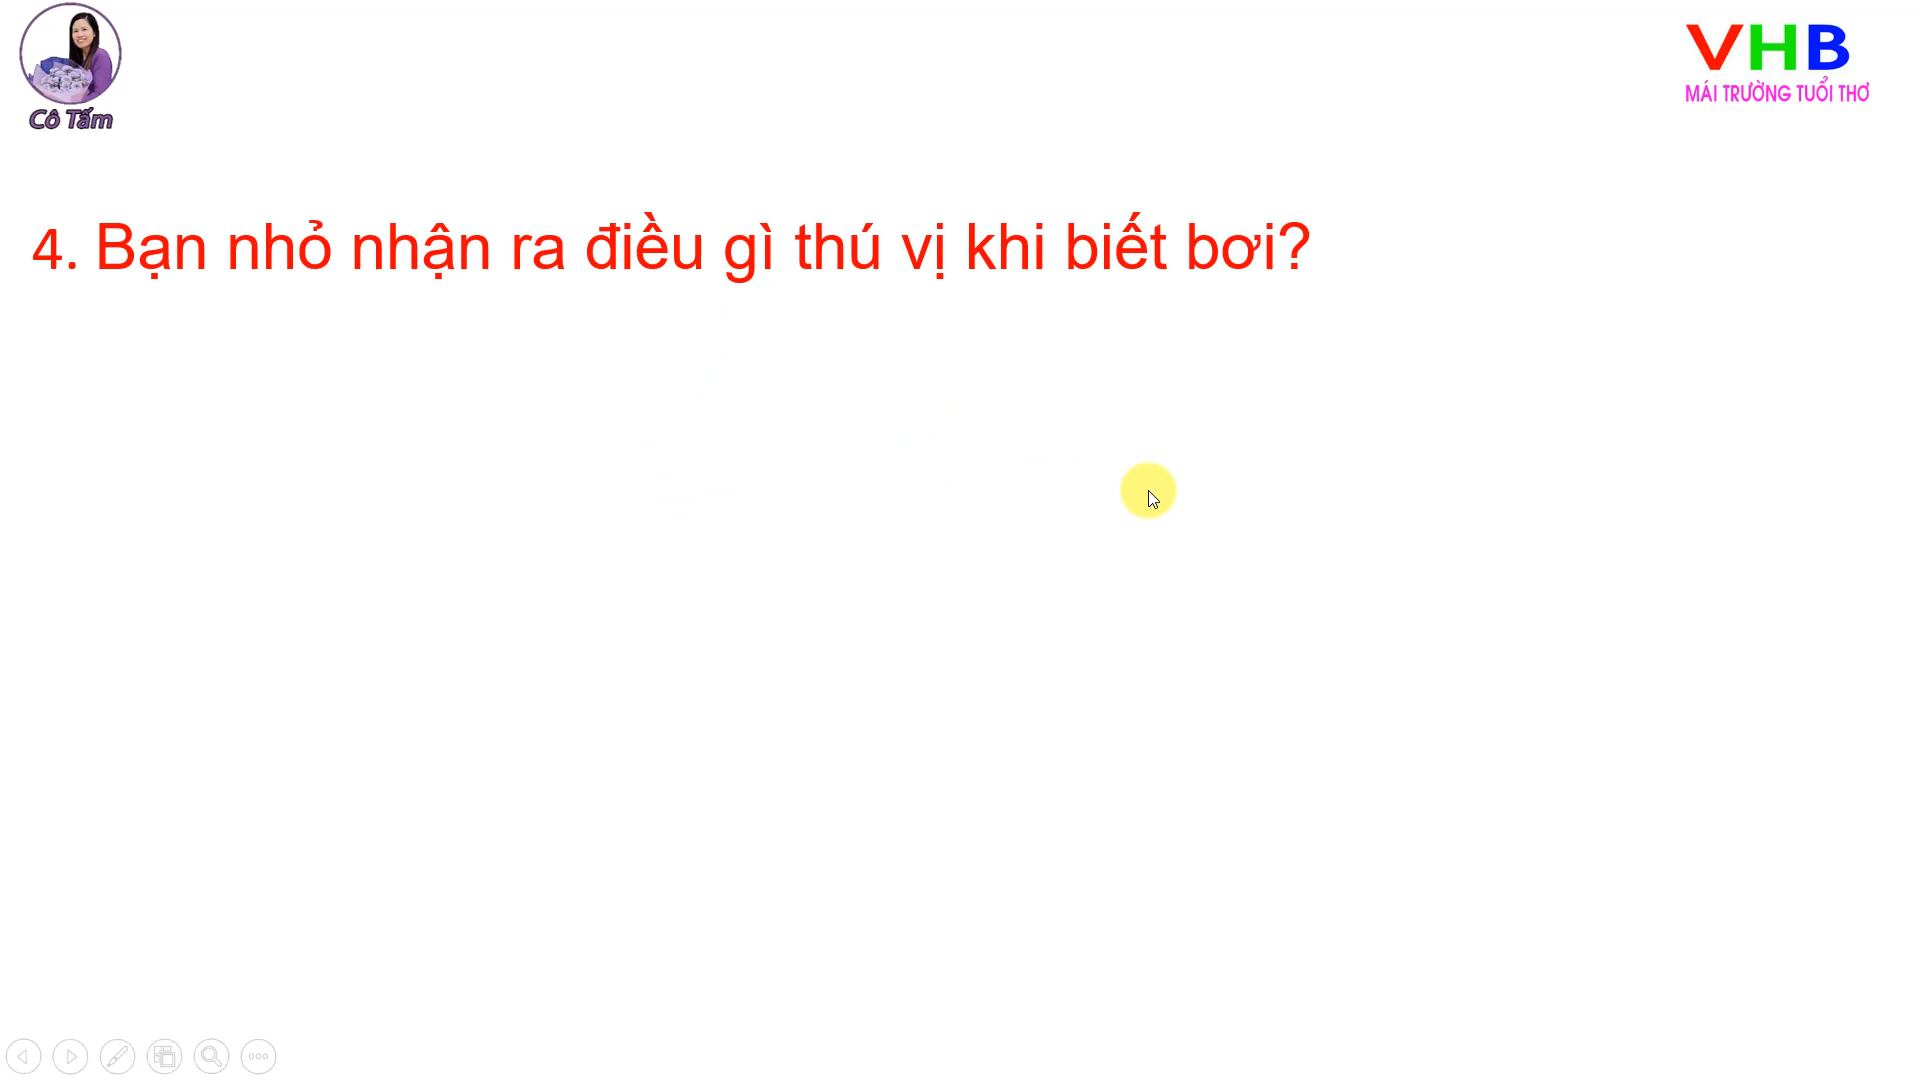 Cô Tấm
VHB
MÁI TRƯỜNG TUỔI THƠ
4. Bạn nhỏ nhận ra điều gì thú vị khi biết bơi?